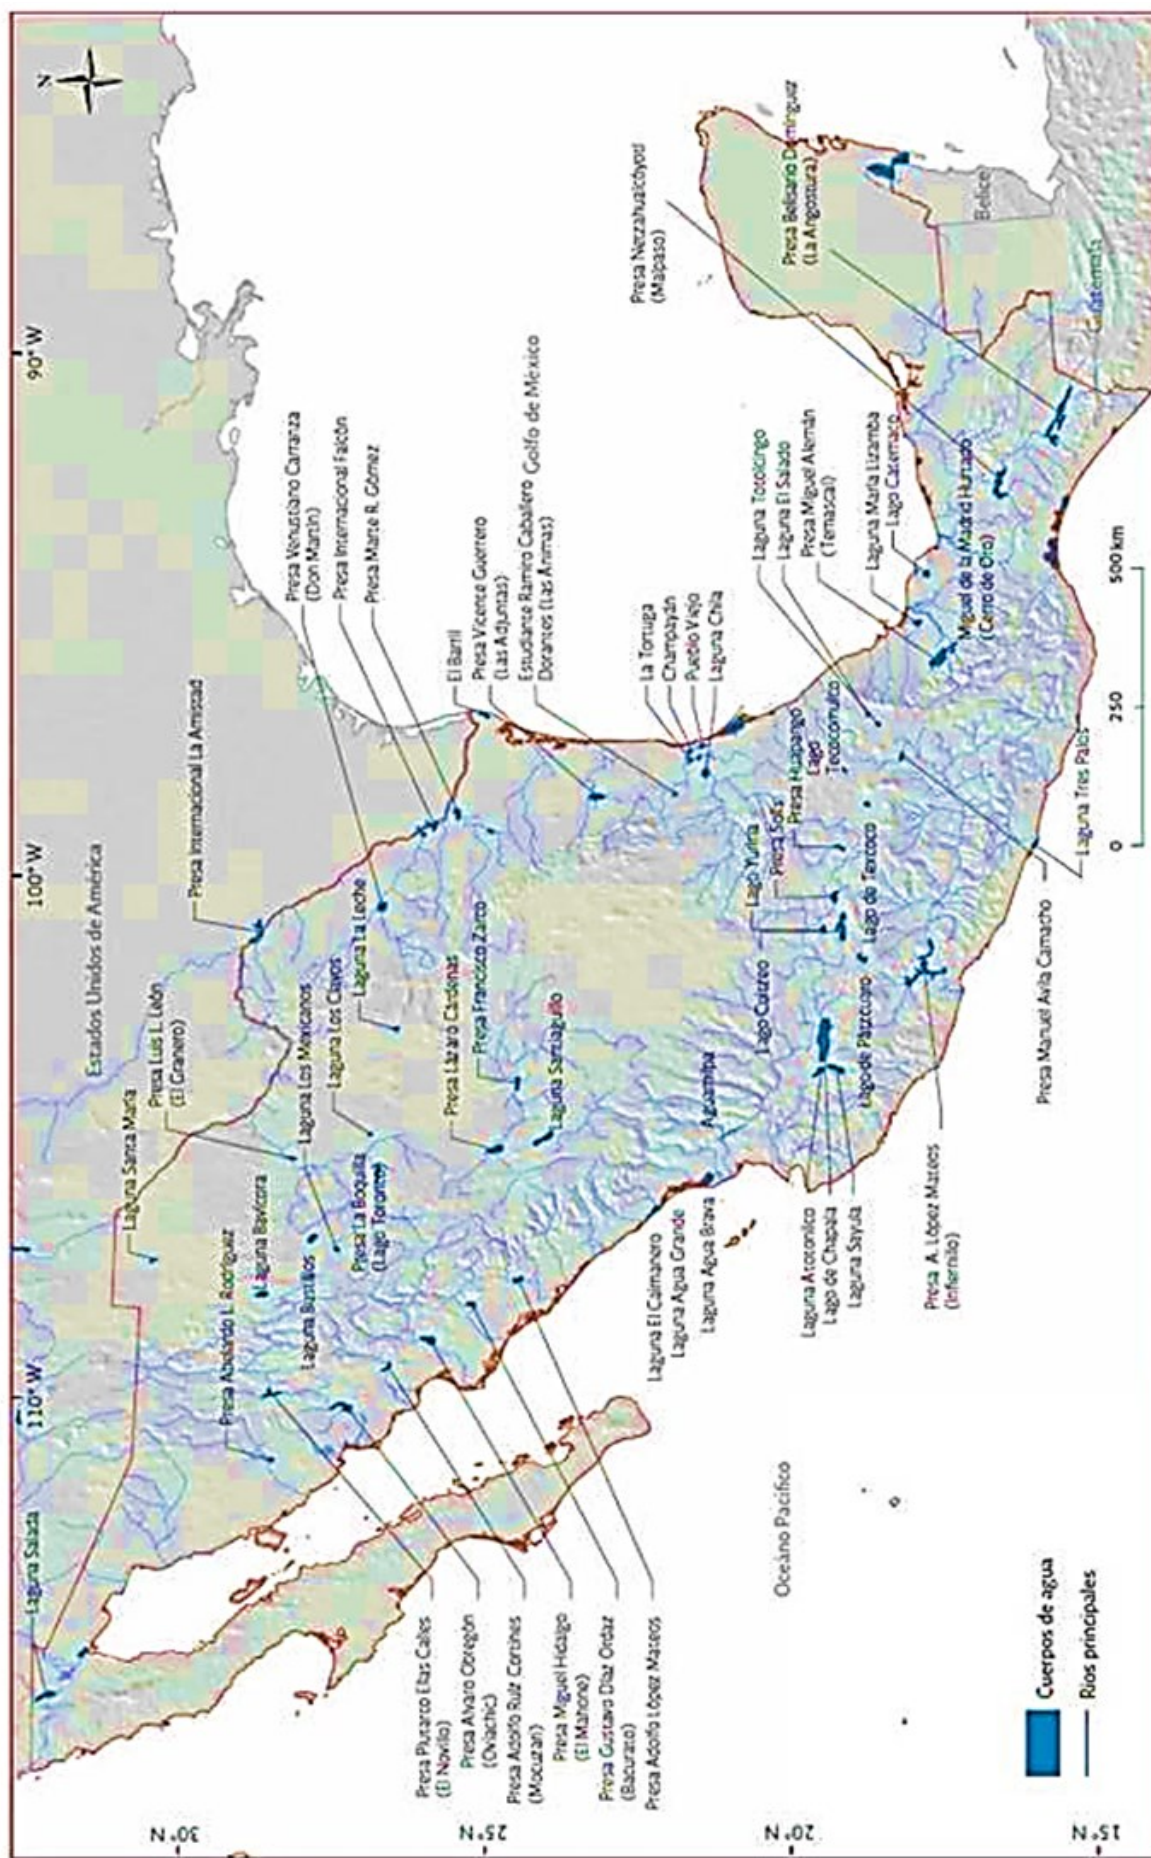 N
90° W
100° W
110° W
30° N
25° N
20° N
15° N
Estados Unidos de América
Laguna Salada
Presa Abelardo L. Rodríguez
Laguna Santa María
Presa Luis L. León
(El Granero)
Laguna Bavícora
Laguna Bustillos
Laguna Los Mexicanos
Presa La Boquilla
(Lago Toronto)
Laguna Los Clavos
Laguna La Leche
Presa Internacional La Amistad
Presa Venustiano Carranza
(Don Martín)
Presa Internacional Falcón
Presa Marte R. Gómez
Presa Lázaro Cárdenas
Presa Francisco Zarco
Laguna Santiaguillo
El Barril
Presa Vicente Guerrero
(Las Adjuntas)
Estudiante Ramiro Caballero
Dorantes (Las Ánimas)
Golfo de México
La Tortuga
Champayán
Pueblo Viejo
Laguna Chila
Presa Plutarco Elías Calles
(El Novillo)
Presa Álvaro Obregón
(Oviachic)
Presa Adolfo Ruiz Cortines
(Mocúzari)
Presa Miguel Hidalgo
(El Mahone)
Presa Gustavo Díaz Ordaz
(Bacurato)
Presa Adolfo López Mateos
Laguna El Caimanero
Laguna Agua Grande
Laguna Agua Brava
Aguamilpa
Lago Cuitzeo
Lago Yuriria
Presa Solís
Presa Huapango
Lago
Tecocomulco
Laguna Totolcingo
Laguna El Salado
Presa Miguel Alemán
(Temascal)
Laguna María Lizamba
Lago Catemaco
Miguel de la Madrid Hurtado
(Cerro de Oro)
Presa Netzahualcóyotl
(Malpaso)
Presa Belisario Domínguez
(La Angostura)
Belice
Guatemala
Laguna Atotonilco
Lago de Chapala
Laguna Sayula
Lago de Pátzcuaro
Lago de Texcoco
Presa A. López Mateos
(Infiernillo)
Presa Manuel Ávila Camacho
Laguna Tres Palos
Océano Pacífico
0 250 500 km
Cuerpos de agua
Ríos principales